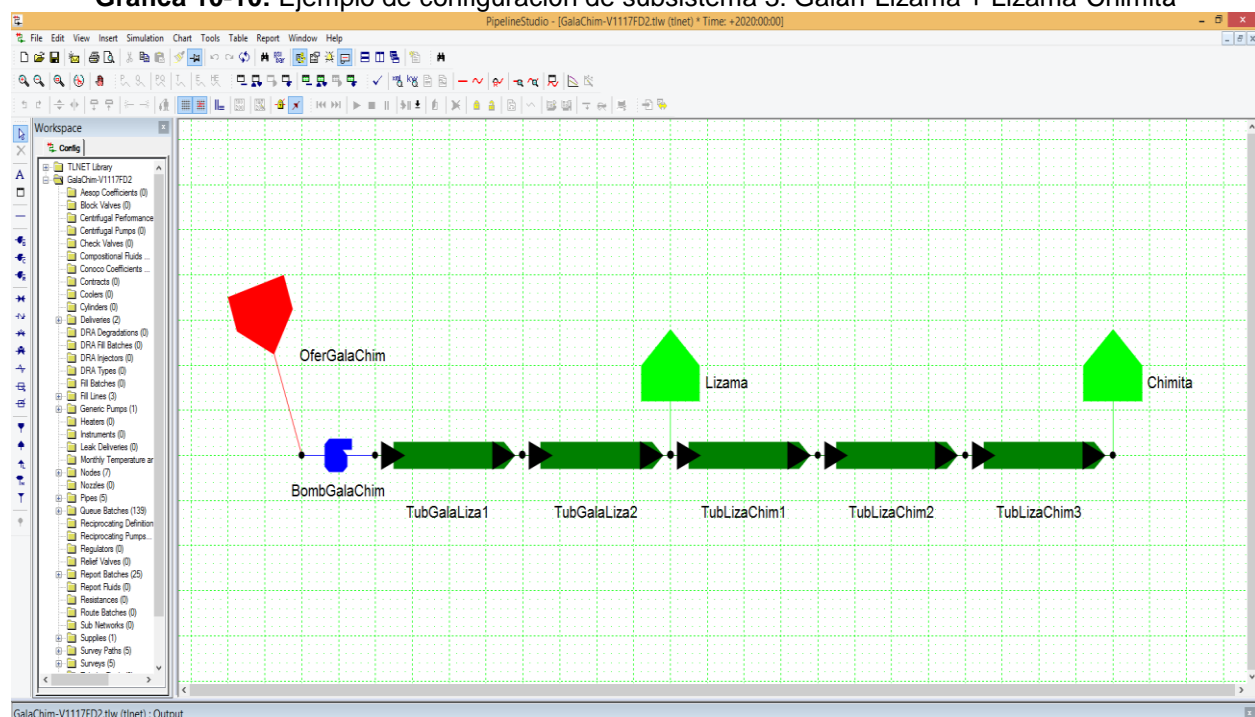 Gráfica 10-10: Ejemplo de configuración de subsistema 3: Galán-Lizama + Lizama-Chimita
PipelineStudio - [GalaChim-V1117FD2.tlw (tlnet) * Time: +2020:00:00]
File Edit View Insert Simulation Chart Tools Table Report Window Help
Workspace
Config
TLNET Library
GalaChim-V1117FD2
Aesop Coefficients (0)
Block Valves (0)
Centrifugal Performance
Centrifugal Pumps (0)
Check Valves (0)
Compositional Fluids ...
Conoco Coefficients ...
Contracts (0)
Coolers (0)
Cylinders (0)
Deliveries (2)
DRA Degradations (0)
DRA Fill Batches (0)
DRA Injectors (0)
DRA Types (0)
Fill Batches (0)
Fill Lines (3)
Generic Pumps (1)
Heaters (0)
Instruments (0)
Leak Deliveries (0)
Monthly Temperature ar
Nodes (7)
Nozzles (0)
Pipes (5)
Queue Batches (139)
Reciprocating Definition
Reciprocating Pumps...
Regulators (0)
Relief Valves (0)
Report Batches (25)
Report Fluids (0)
Resistances (0)
Route Batches (0)
Sub Networks (0)
Supplies (1)
Survey Paths (5)
Surveys (5)
OferGalaChim
Lizama
Chimita
BombGalaChim
TubGalaLiza1
TubGalaLiza2
TubLizaChim1
TubLizaChim2
TubLizaChim3
GalaChim-V1117FD2.tlw (tlnet) : Output